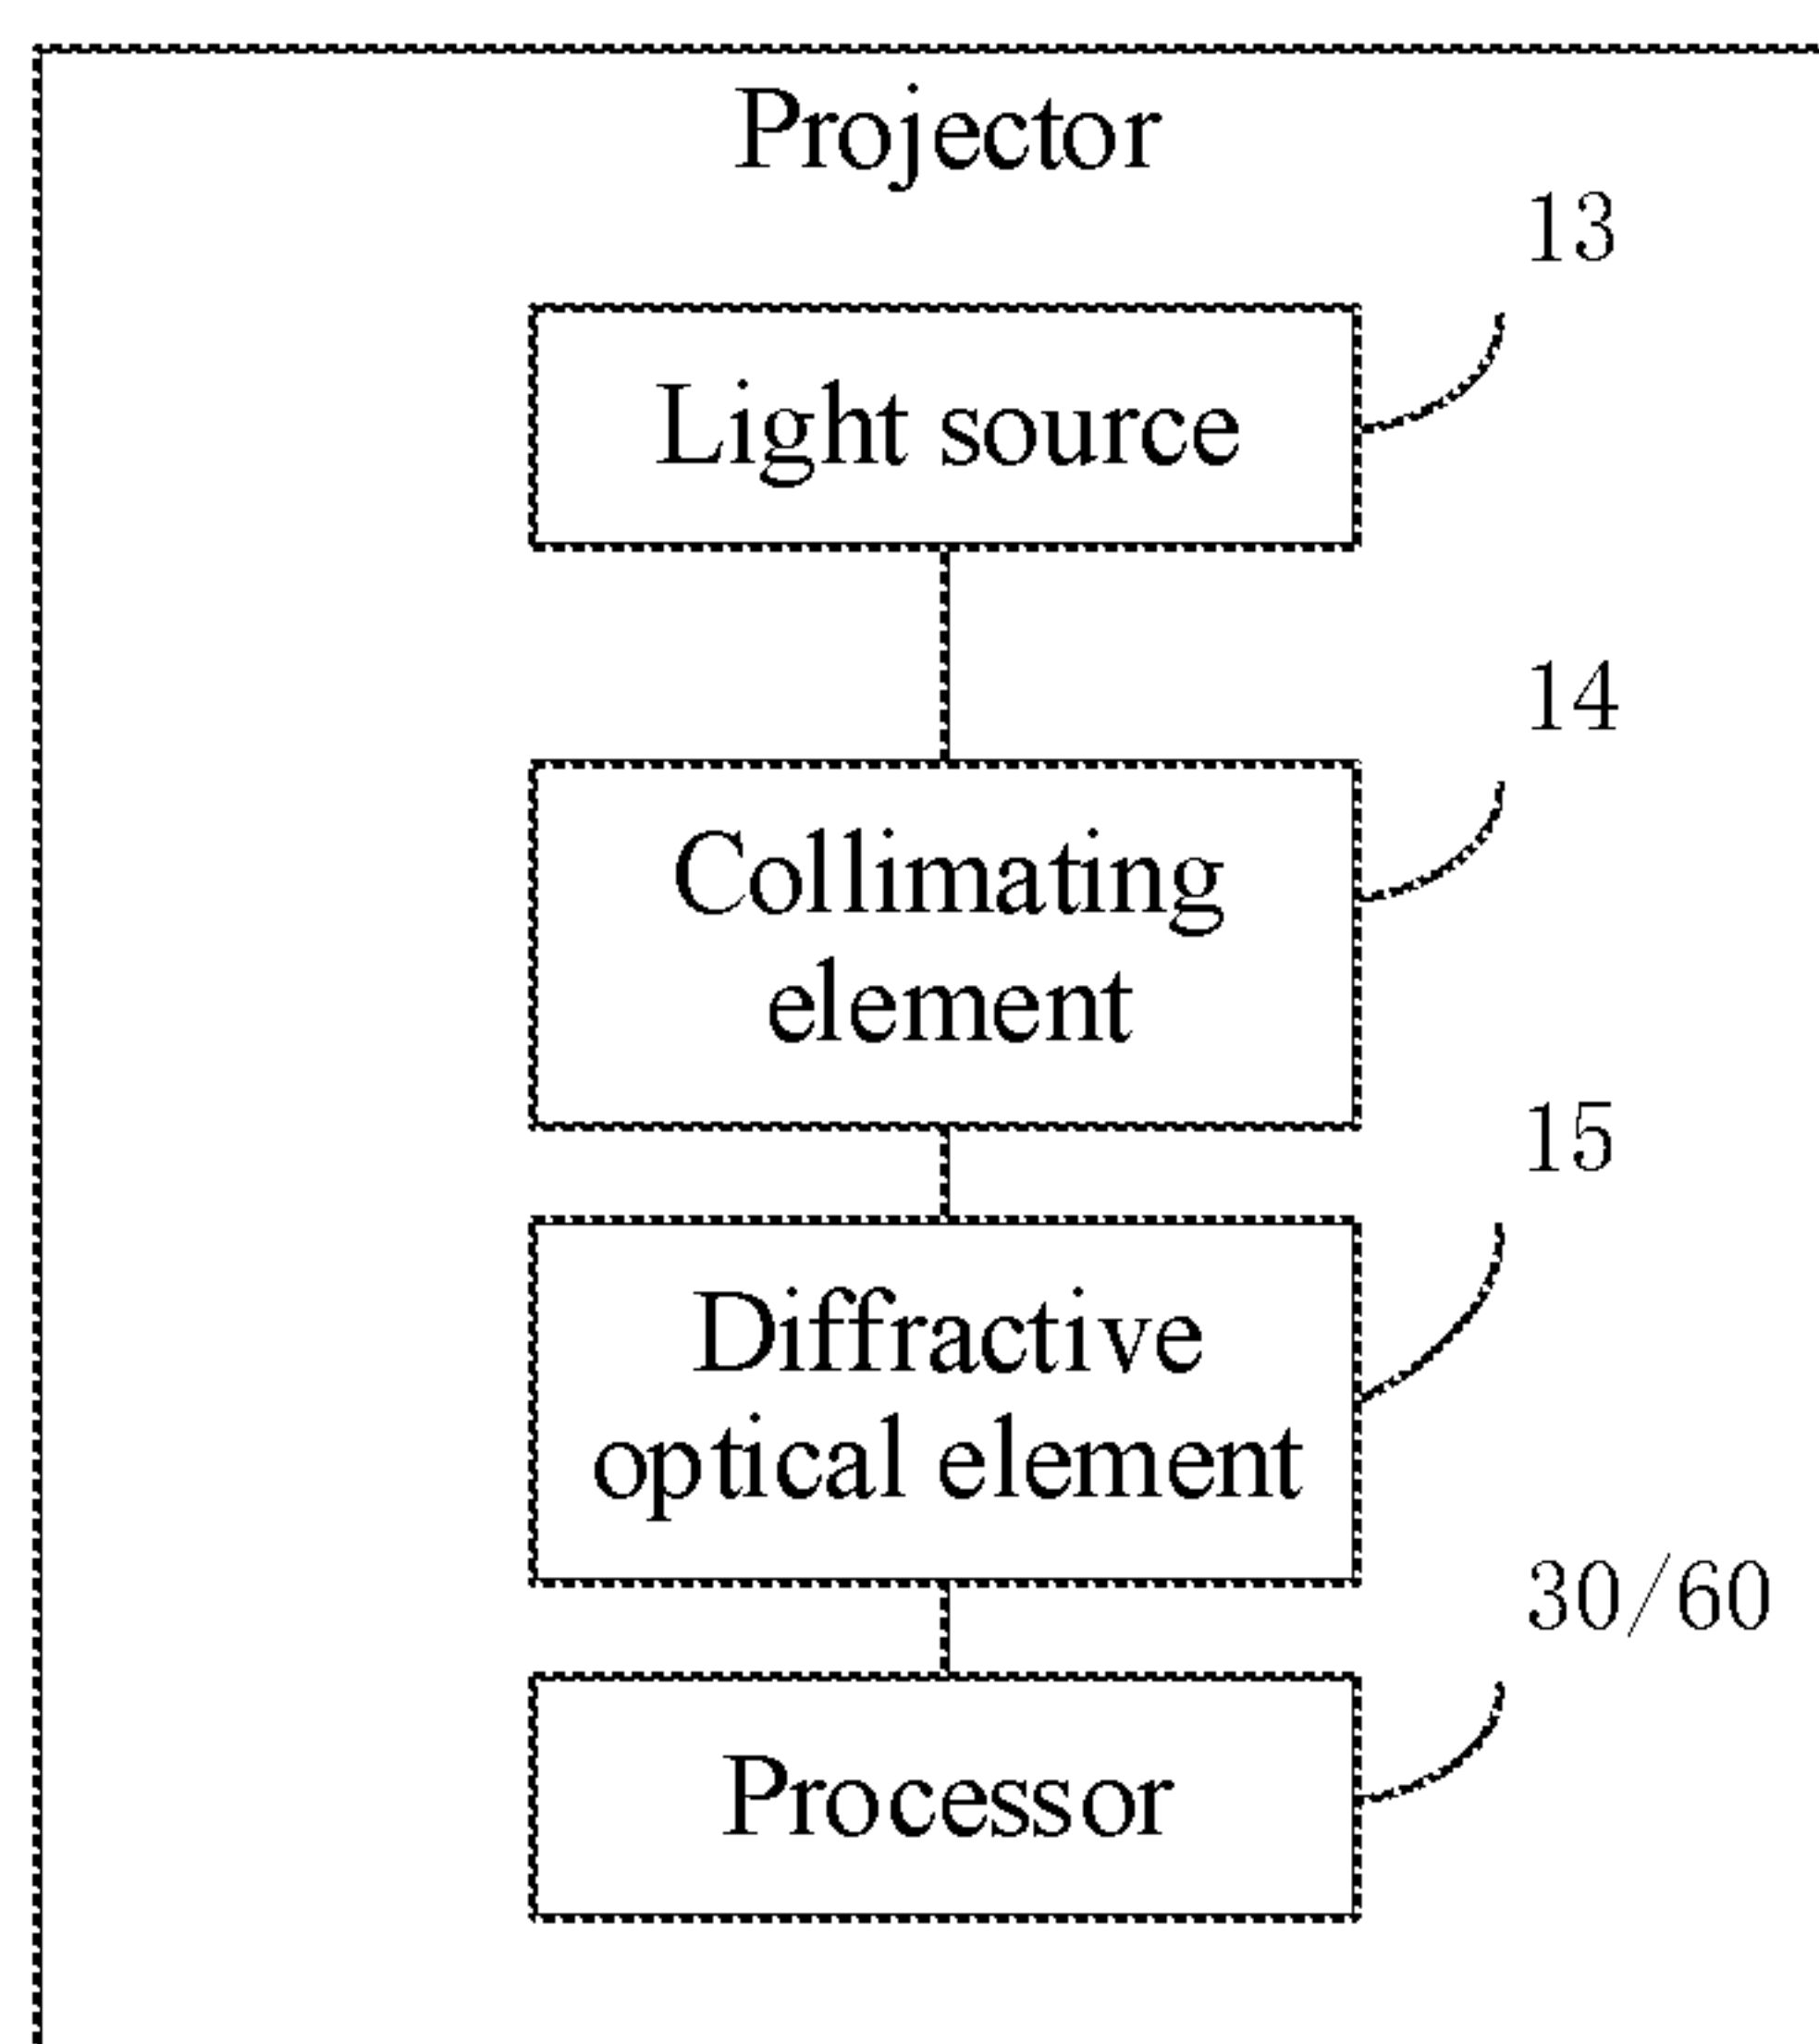 Projector
13
Light source
14
Collimating
element
15
Diffractive
optical element
30/60
Processor